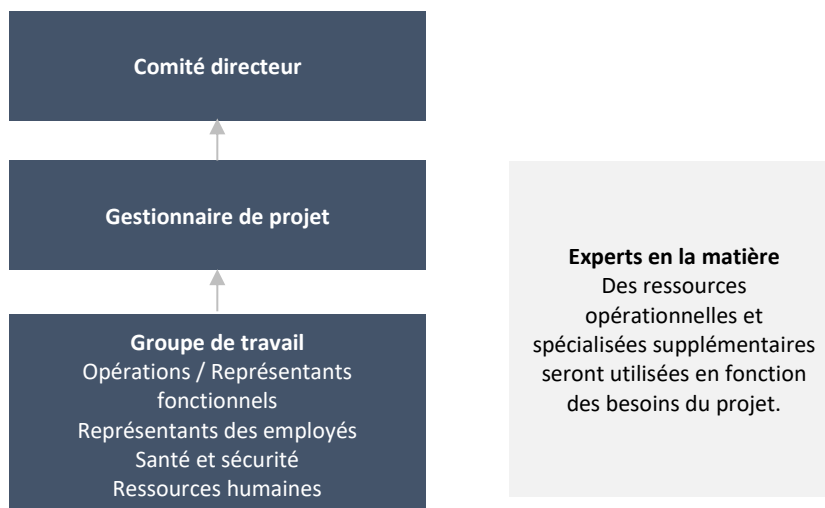 Comité directeur
Gestionnaire de projet
Groupe de travail
Opérations / Représentants
fonctionnels
Représentants des employés
Santé et sécurité
Ressources humaines
Experts en la matière
Des ressources
opérationnelles et
spécialisées supplémentaires
seront utilisées en fonction
des besoins du projet.